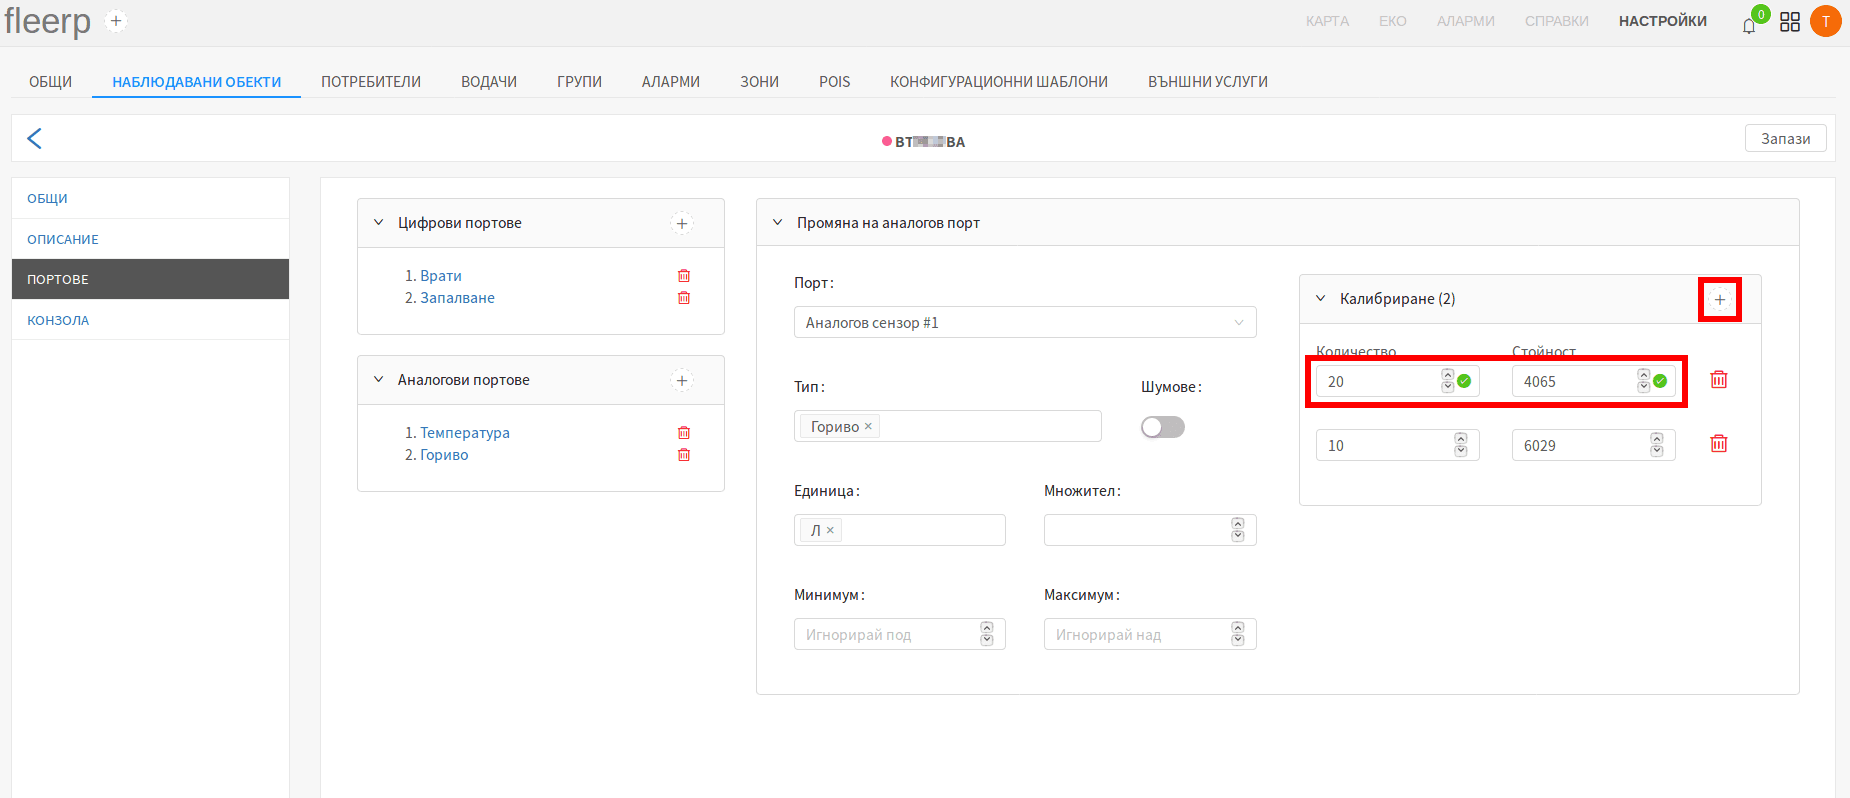 fleerp
КАРТА ЕКО АЛАРМИ СПРАВКИ НАСТРОЙКИ 0 T
ОБЩИ НАБЛЮДАВАНИ ОБЕКТИ ПОТРЕБИТЕЛИ ВОДАЧИ ГРУПИ АЛАРМИ ЗОНИ POIS КОНФИГУРАЦИОННИ ШАБЛОНИ ВЪНШНИ УСЛУГИ
BT BA
Запази
ОБЩИ
ОПИСАНИЕ
ПОРТОВЕ
КОНЗОЛА
Цифрови портове
1. Врати
2. Запалване
Аналогови портове
1. Температура
2. Гориво
Промяна на аналогов порт
Порт:
Аналогов сензор #1
Тип: Шумове:
Гориво ×
Единица: Множител:
Л ×
Минимум: Максимум:
Игнорирай под Игнорирай над
Калибриране (2)
Количество Стойност
20 4065
10 6029